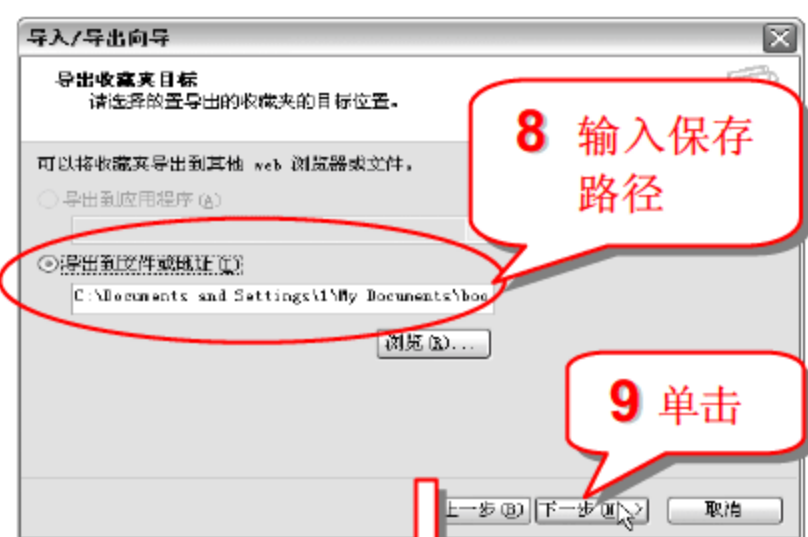 导入/导出向导
导出收藏夹目标
请选择放置导出的收藏夹的目标位置。
8 输入保存
路径
可以将收藏夹导出到其他 web 浏览器或文件。
导出到应用程序(A)
导出到文件或地址(F)
C:\Documents and Settings\1\My Documents\boo
浏览(R)...
9 单击
上一步(B) 下一步(N) > 取消